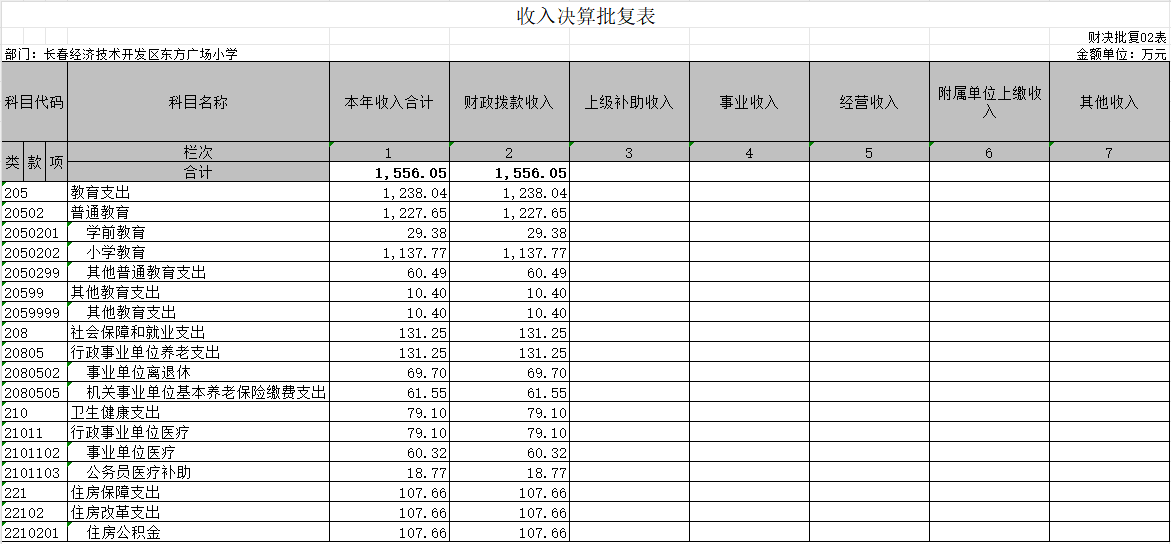 收入决算批复表
财决批复02表
部门：长春经济技术开发区东方广场小学 金额单位：万元
科目代码 科目名称 本年收入合计 财政拨款收入 上级补助收入 事业收入 经营收入 附属单位上缴收入 其他收入
类 款 项 栏次 1 2 3 4 5 6 7
合计 1,556.05 1,556.05
205 教育支出 1,238.04 1,238.04
20502 普通教育 1,227.65 1,227.65
2050201 学前教育 29.38 29.38
2050202 小学教育 1,137.77 1,137.77
2050299 其他普通教育支出 60.49 60.49
20599 其他教育支出 10.40 10.40
2059999 其他教育支出 10.40 10.40
208 社会保障和就业支出 131.25 131.25
20805 行政事业单位养老支出 131.25 131.25
2080502 事业单位离退休 69.70 69.70
2080505 机关事业单位基本养老保险缴费支出 61.55 61.55
210 卫生健康支出 79.10 79.10
21011 行政事业单位医疗 79.10 79.10
2101102 事业单位医疗 60.32 60.32
2101103 公务员医疗补助 18.77 18.77
221 住房保障支出 107.66 107.66
22102 住房改革支出 107.66 107.66
2210201 住房公积金 107.66 107.66